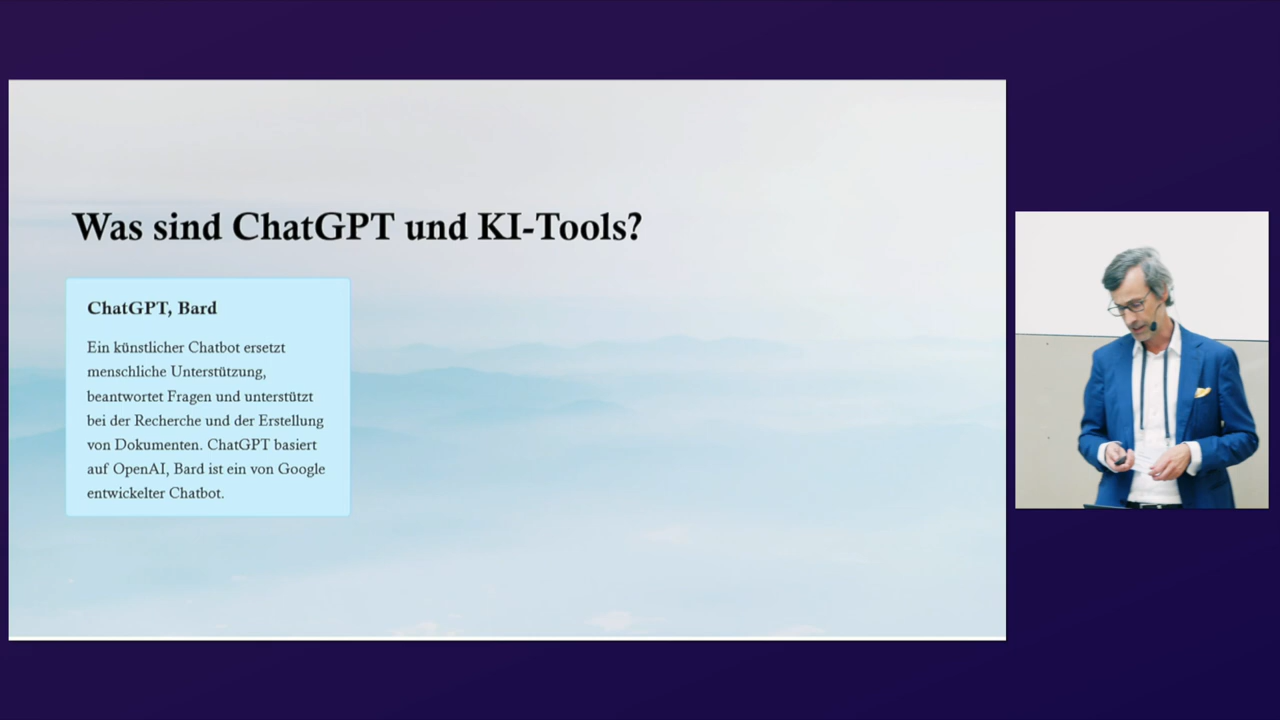 Was sind ChatGPT und KI-Tools?
ChatGPT, Bard
Ein künstlicher Chatbot ersetzt
menschliche Unterstützung,
beantwortet Fragen und unterstützt
bei der Recherche und der Erstellung
von Dokumenten. ChatGPT basiert
auf OpenAI, Bard ist ein von Google
entwickelter Chatbot.